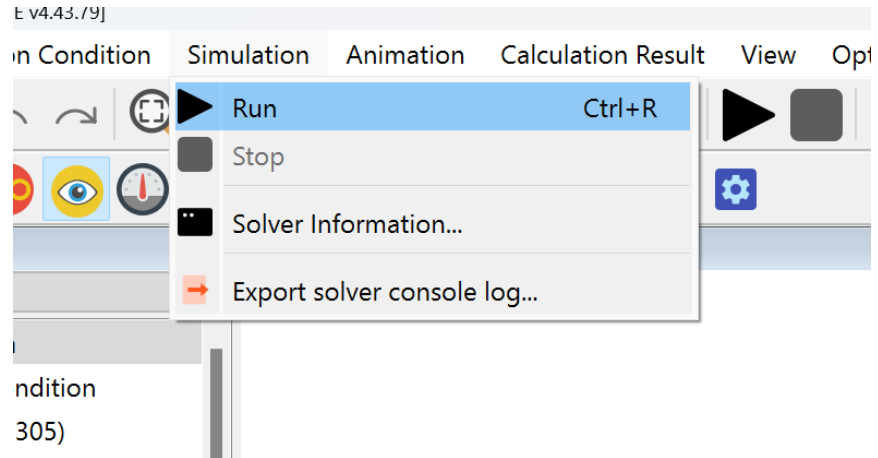 E v4.43.79]
n Condition Simulation Animation Calculation Result View Opt
Run Ctrl+R
Stop
Solver Information...
Export solver console log...
ndition
305)